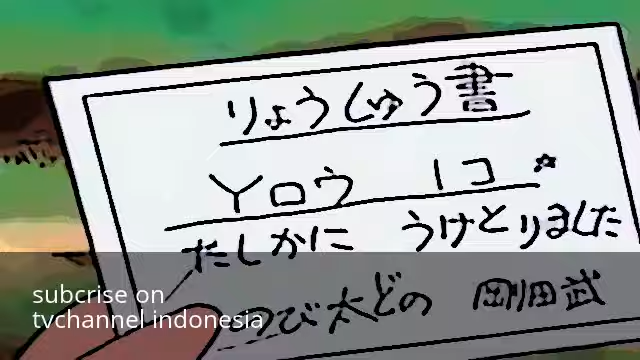 りょうしゅう書
Yロウ 1コ
たしかに うけとりました
のび太どの 剛田武
subcrise on
tvchannel indonesia